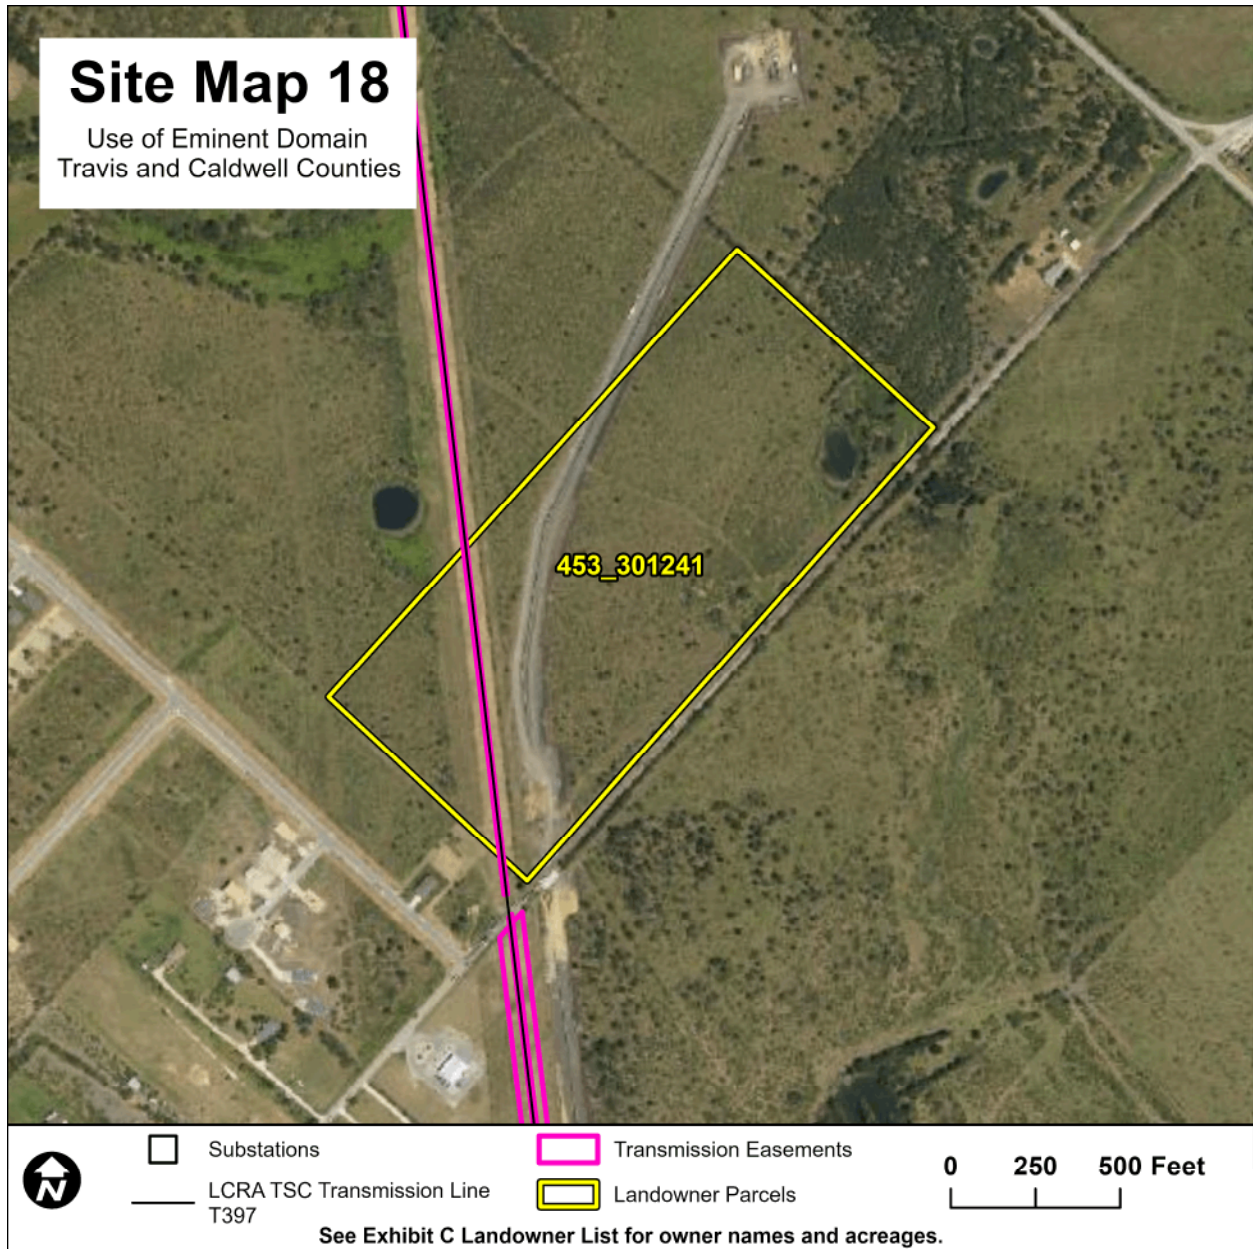 Site Map 18
Use of Eminent Domain
Travis and Caldwell Counties
453_301241
N
Substations
LCRA TSC Transmission Line
T397
Transmission Easements
Landowner Parcels
0 250 500 Feet
See Exhibit C Landowner List for owner names and acreages.